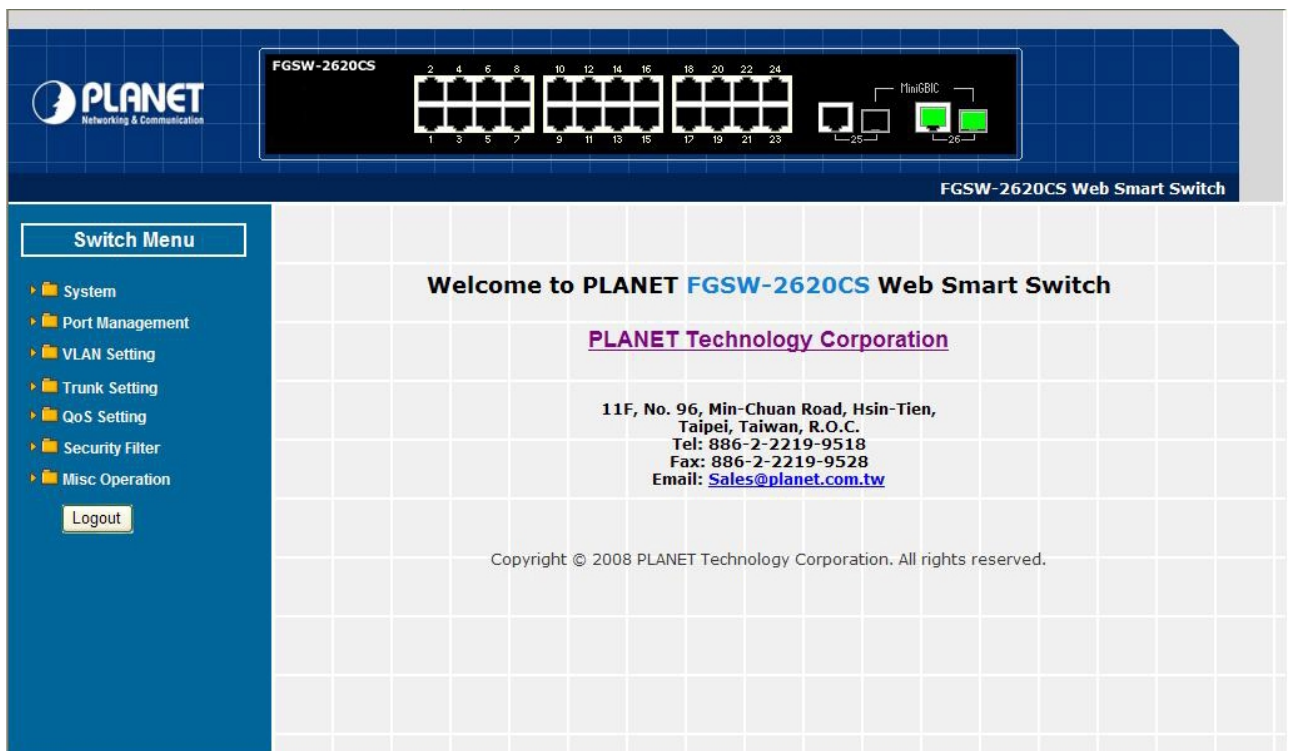 PLANET
Networking & Communication
FGSW-2620CS
2 4 6 8 10 12 14 16 18 20 22 24
MiniGBIC
1 3 5 7 9 11 13 15 17 19 21 23 25 26
FGSW-2620CS Web Smart Switch
Switch Menu
System
Port Management
VLAN Setting
Trunk Setting
QoS Setting
Security Filter
Misc Operation
Logout
Welcome to PLANET FGSW-2620CS Web Smart Switch
PLANET Technology Corporation
11F, No. 96, Min-Chuan Road, Hsin-Tien,
Taipei, Taiwan, R.O.C.
Tel: 886-2-2219-9518
Fax: 886-2-2219-9528
Email: Sales@planet.com.tw
Copyright © 2008 PLANET Technology Corporation. All rights reserved.